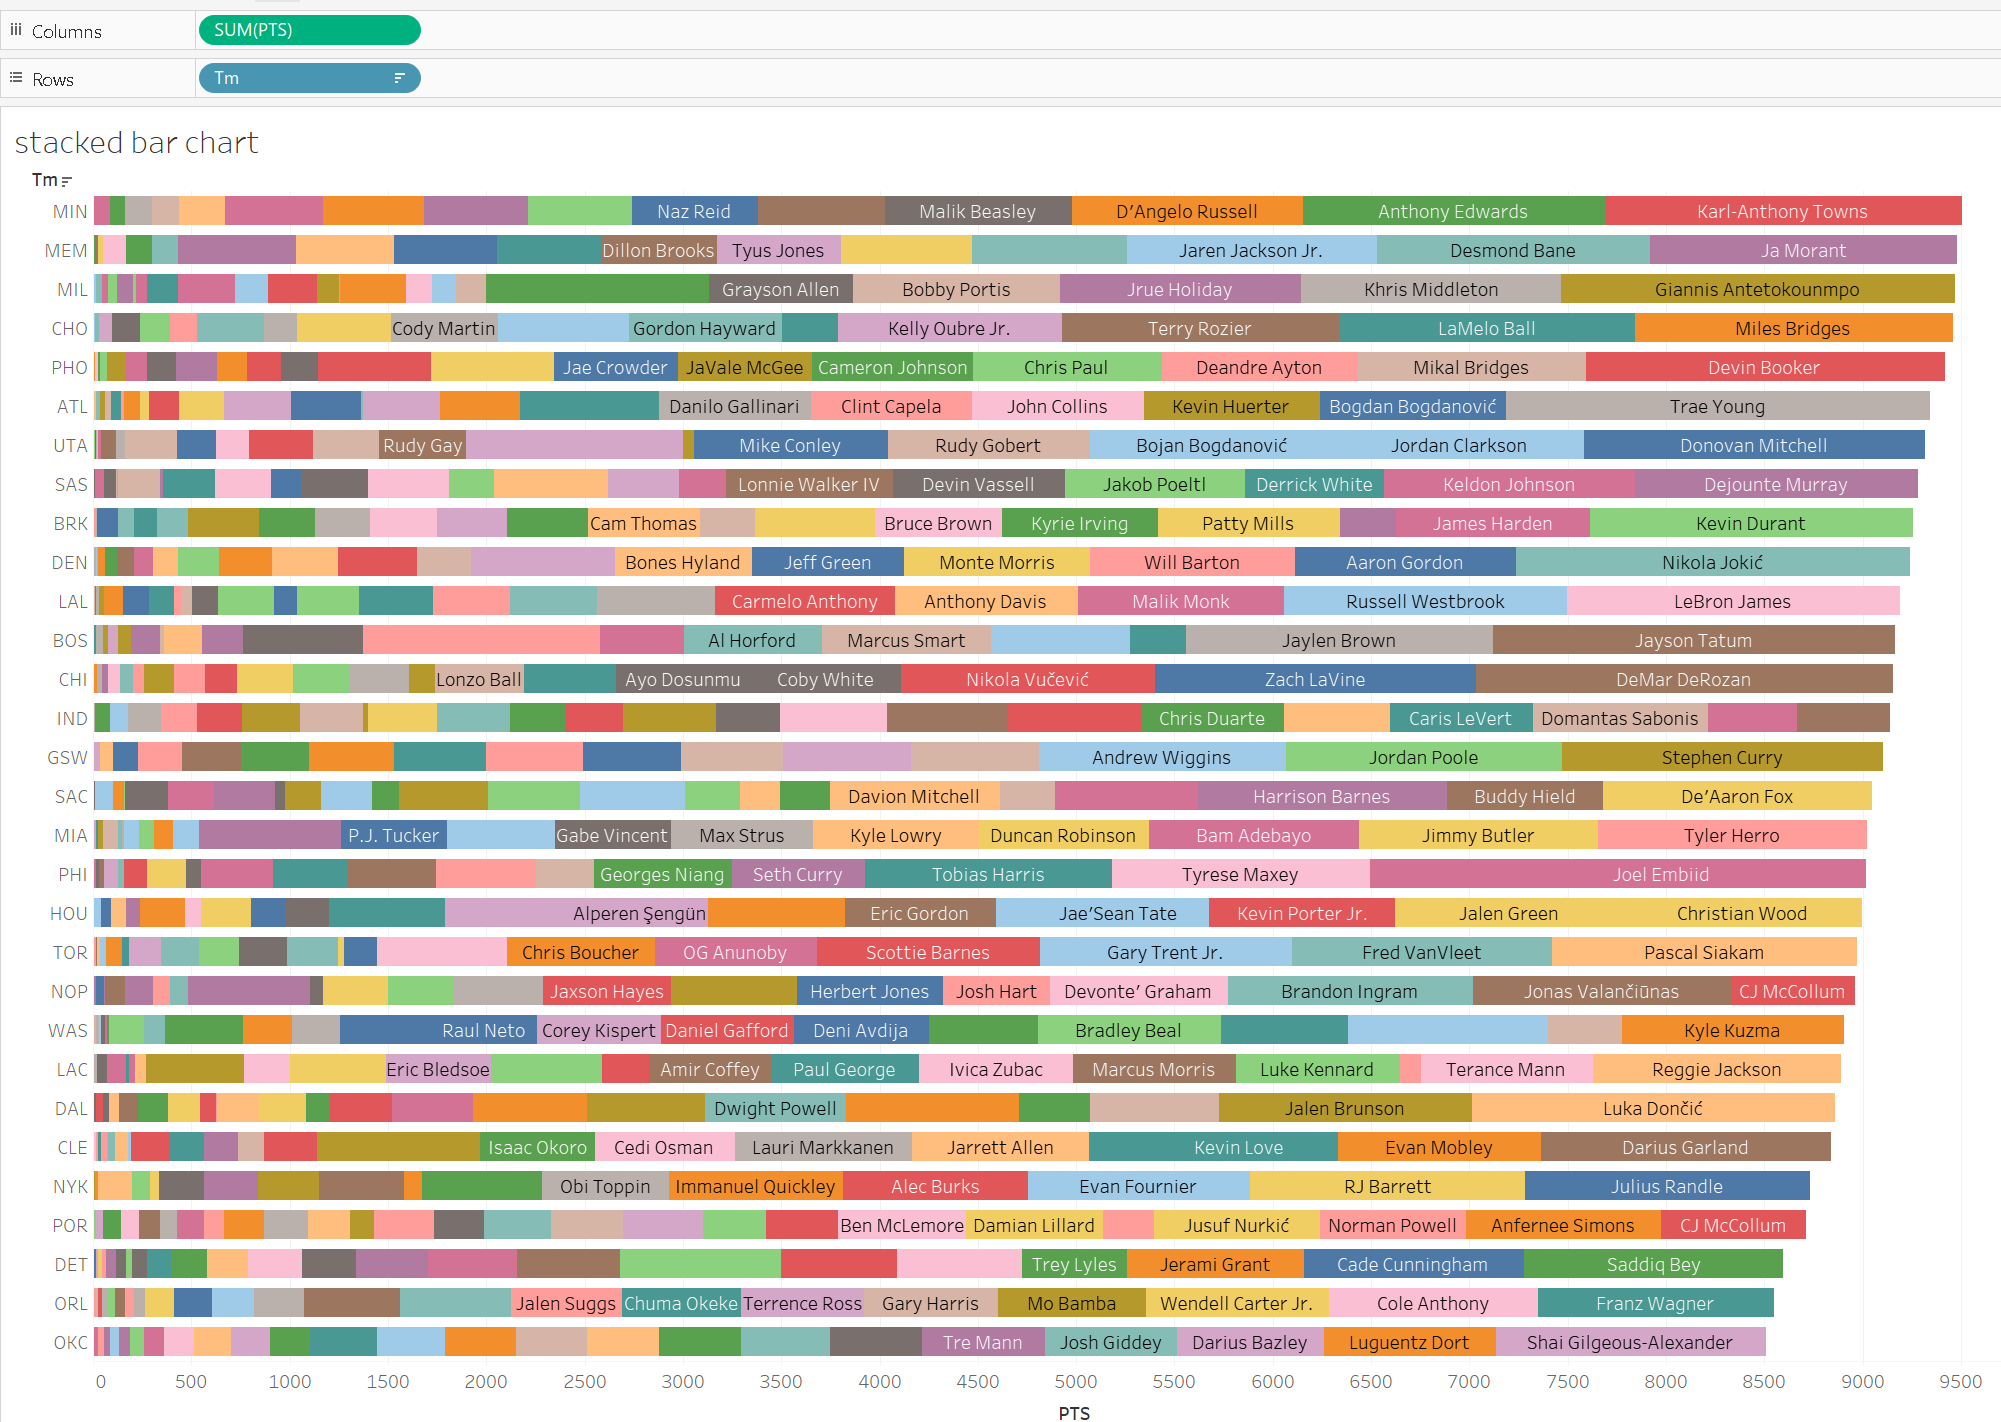 Columns SUM(PTS)
Rows Tm
stacked bar chart
Tm
MIN Naz Reid Malik Beasley D'Angelo Russell Anthony Edwards Karl-Anthony Towns
MEM Dillon Brooks Tyus Jones Jaren Jackson Jr. Desmond Bane Ja Morant
MIL Grayson Allen Bobby Portis Jrue Holiday Khris Middleton Giannis Antetokounmpo
CHO Cody Martin Gordon Hayward Kelly Oubre Jr. Terry Rozier LaMelo Ball Miles Bridges
PHO Jae Crowder JaVale McGee Cameron Johnson Chris Paul Deandre Ayton Mikal Bridges Devin Booker
ATL Danilo Gallinari Clint Capela John Collins Kevin Huerter Bogdan Bogdanović Trae Young
UTA Rudy Gay Mike Conley Rudy Gobert Bojan Bogdanović Jordan Clarkson Donovan Mitchell
SAS Lonnie Walker IV Devin Vassell Jakob Poeltl Derrick White Keldon Johnson Dejounte Murray
BRK Cam Thomas Bruce Brown Kyrie Irving Patty Mills James Harden Kevin Durant
DEN Bones Hyland Jeff Green Monte Morris Will Barton Aaron Gordon Nikola Jokić
LAL Carmelo Anthony Anthony Davis Malik Monk Russell Westbrook LeBron James
BOS Al Horford Marcus Smart Jaylen Brown Jayson Tatum
CHI Lonzo Ball Ayo Dosunmu Coby White Nikola Vučević Zach LaVine DeMar DeRozan
IND Chris Duarte Caris LeVert Domantas Sabonis
GSW Andrew Wiggins Jordan Poole Stephen Curry
SAC Davion Mitchell Harrison Barnes Buddy Hield De'Aaron Fox
MIA P.J. Tucker Gabe Vincent Max Strus Kyle Lowry Duncan Robinson Bam Adebayo Jimmy Butler Tyler Herro
PHI Georges Niang Seth Curry Tobias Harris Tyrese Maxey Joel Embiid
HOU Alperen Şengün Eric Gordon Jae'Sean Tate Kevin Porter Jr. Jalen Green Christian Wood
TOR Chris Boucher OG Anunoby Scottie Barnes Gary Trent Jr. Fred VanVleet Pascal Siakam
NOP Jaxson Hayes Herbert Jones Josh Hart Devonte' Graham Brandon Ingram Jonas Valančiūnas CJ McCollum
WAS Raul Neto Corey Kispert Daniel Gafford Deni Avdija Bradley Beal Kyle Kuzma
LAC Eric Bledsoe Amir Coffey Paul George Ivica Zubac Marcus Morris Luke Kennard Terance Mann Reggie Jackson
DAL Dwight Powell Jalen Brunson Luka Dončić
CLE Isaac Okoro Cedi Osman Lauri Markkanen Jarrett Allen Kevin Love Evan Mobley Darius Garland
NYK Obi Toppin Immanuel Quickley Alec Burks Evan Fournier RJ Barrett Julius Randle
POR Ben McLemore Damian Lillard Jusuf Nurkić Norman Powell Anfernee Simons CJ McCollum
DET Trey Lyles Jerami Grant Cade Cunningham Saddiq Bey
ORL Jalen Suggs Chuma Okeke Terrence Ross Gary Harris Mo Bamba Wendell Carter Jr. Cole Anthony Franz Wagner
OKC Tre Mann Josh Giddey Darius Bazley Luguentz Dort Shai Gilgeous-Alexander
0 500 1000 1500 2000 2500 3000 3500 4000 4500 5000 5500 6000 6500 7000 7500 8000 8500 9000 9500
PTS